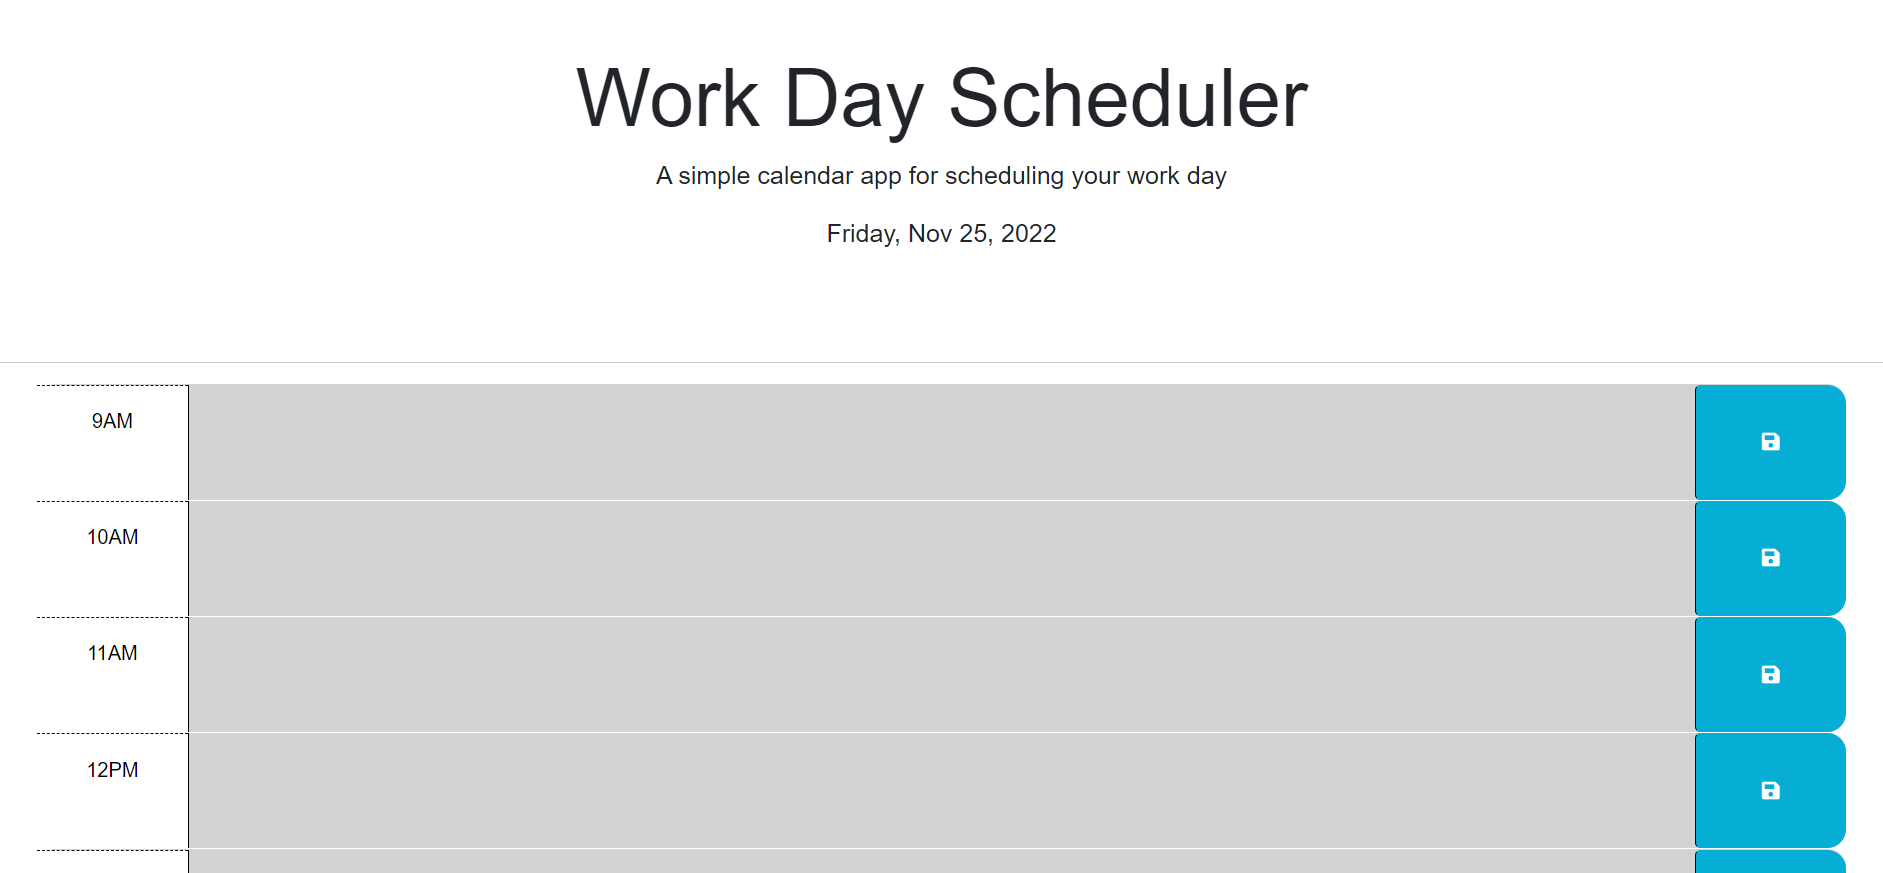 Work Day Scheduler
A simple calendar app for scheduling your work day
Friday, Nov 25, 2022
9AM
10AM
11AM
12PM